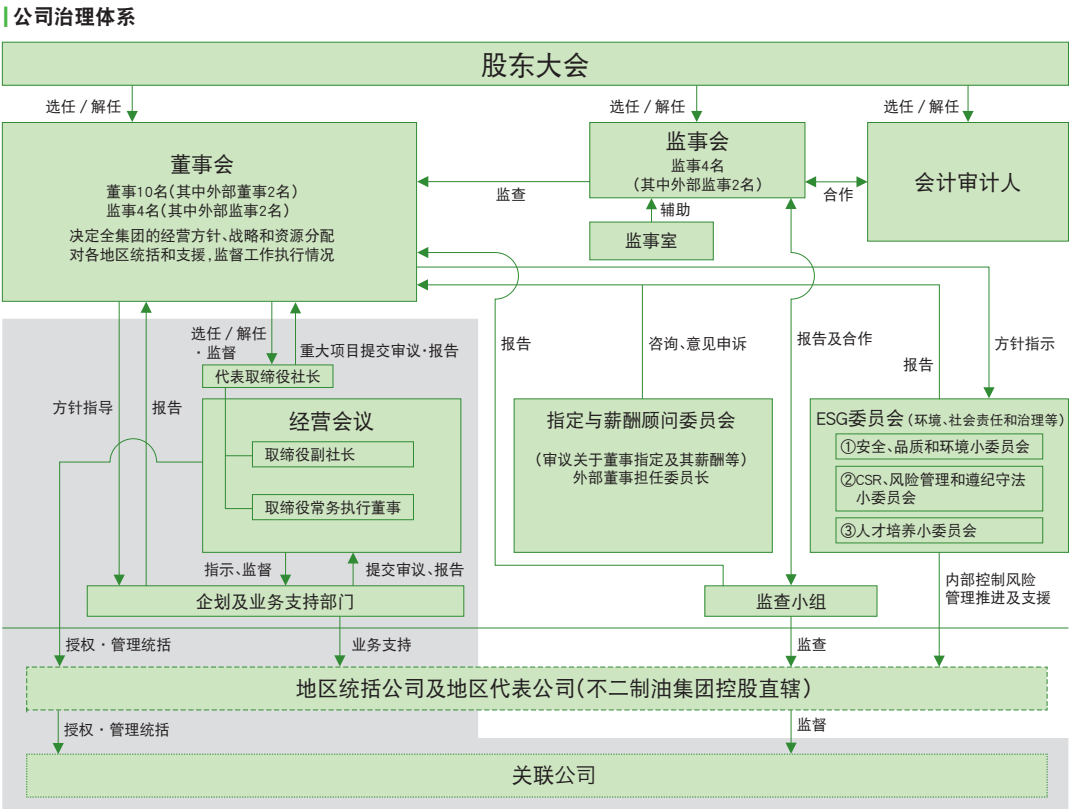 公司治理体系
股东大会
选任 / 解任
选任 / 解任
选任 / 解任
董事会
董事10名(其中外部董事2名)
监事4名(其中外部监事2名)
决定全集团的经营方针、战略和资源分配
对各地区统括和支援,监督工作执行情况
监查
监事会
监事4名
(其中外部监事2名)
合作
会计审计人
辅助
监事室
选任 / 解任
・监督
重大项目提交审议·报告
代表取缔役社长
报告
咨询、意见申诉
报告及合作
报告
方针指示
方针指导
报告
经营会议
取缔役副社长
取缔役常务执行董事
指定与薪酬顾问委员会
(审议关于董事指定及其薪酬等)
外部董事担任委员长
ESG委员会(环境、社会责任和治理等)
①安全、品质和环境小委员会
②CSR、风险管理和遵纪守法
小委员会
③人才培养小委员会
指示、监督
提交审议、报告
企划及业务支持部门
监查小组
内部控制风险
管理推进及支援
授权・管理统括
业务支持
监查
地区统括公司及地区代表公司(不二制油集团控股直辖)
授权・管理统括
监督
关联公司